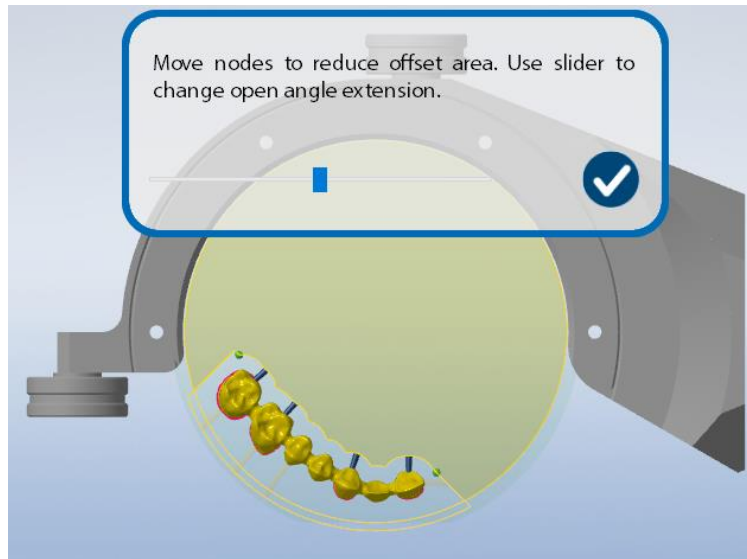 Move nodes to reduce offset area. Use slider to
change open angle extension.